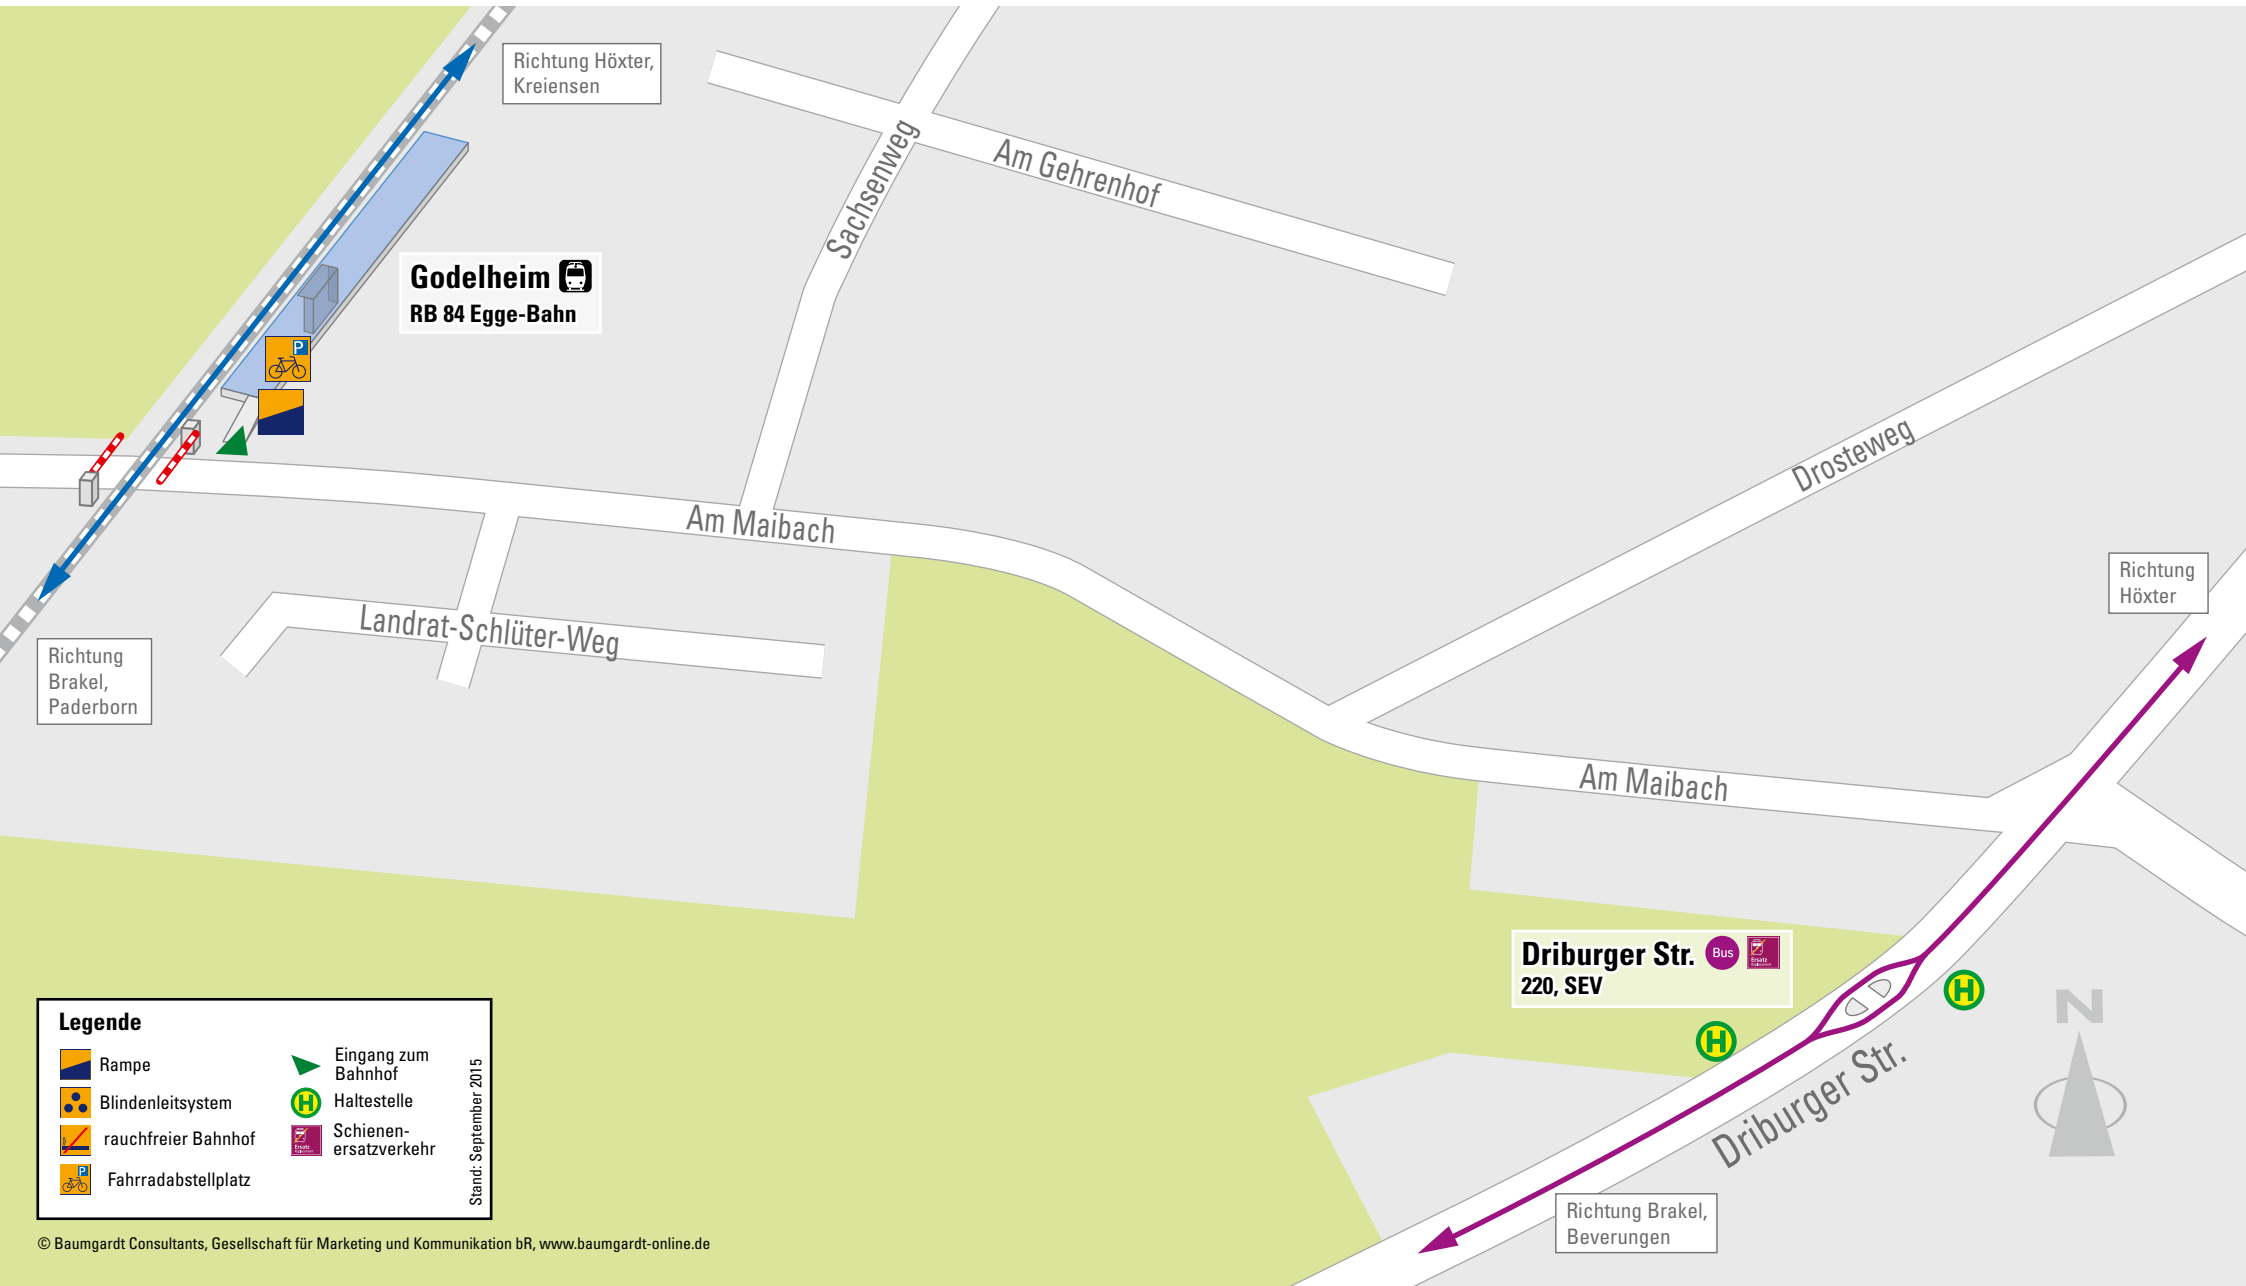 Richtung Höxter,
Kreiensen
Am Gehrenhof
Sachsenweg
Godelheim
RB 84 Egge-Bahn
P
Drosteweg
Am Maibach
Richtung
Höxter
Landrat-Schlüter-Weg
Richtung
Brakel,
Paderborn
Am Maibach
Driburger Str. Bus Ersatz
220, SEV
H
H
N
Driburger Str.
Richtung Brakel,
Beverungen
Legende
Rampe
Blindenleitsystem
rauchfreier Bahnhof
P
Fahrradabstellplatz
Eingang zum
Bahnhof
H Haltestelle
Ersatz
Schienen-
ersatzverkehr
Stand: September 2015
© Baumgardt Consultants, Gesellschaft für Marketing und Kommunikation bR, www.baumgardt-online.de